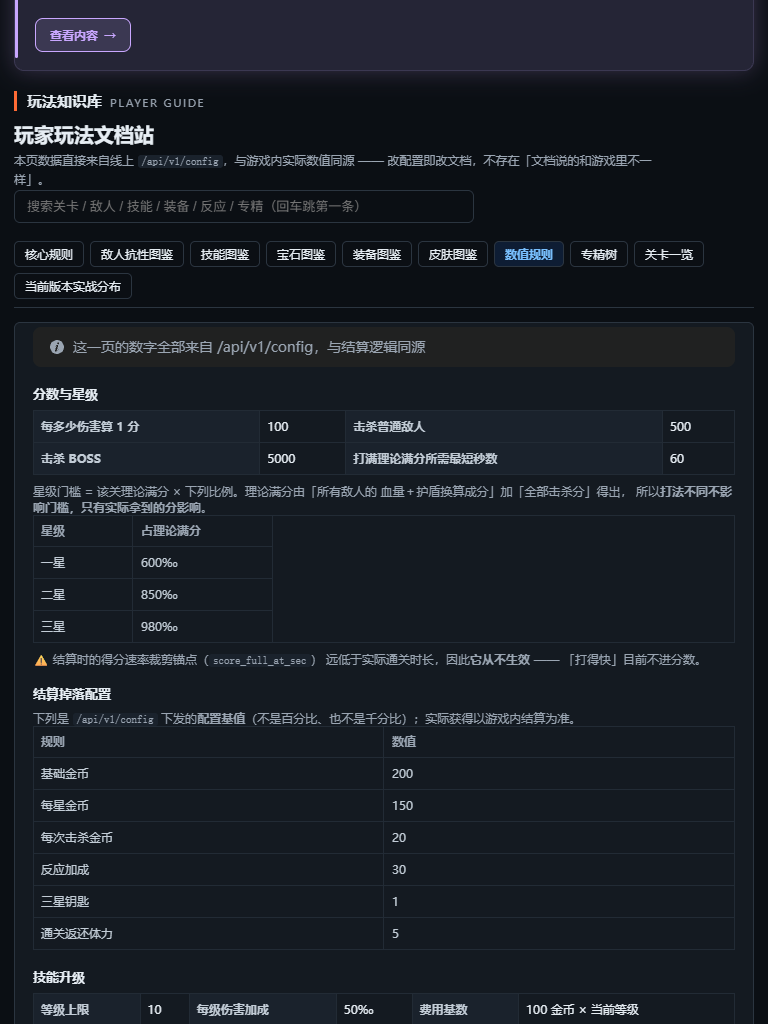 查看内容 →
玩法知识库 PLAYER GUIDE
玩家玩法文档站
本页数据直接来自线上 /api/v1/config，与游戏内实际数值同源 —— 改配置即改文档，不存在「文档说的和游戏里不一
样」。
搜索关卡 / 敌人 / 技能 / 装备 / 反应 / 专精（回车跳第一条）
核心规则 敌人抗性图鉴 技能图鉴 宝石图鉴 装备图鉴 皮肤图鉴 数值规则 专精树 关卡一览
当前版本实战分布
这一页的数字全部来自 /api/v1/config，与结算逻辑同源
分数与星级
每多少伤害算 1 分 100 击杀普通敌人 500
击杀 BOSS 5000 打满理论满分所需最短秒数 60
星级门槛 = 该关理论满分 × 下列比例。理论满分由「所有敌人的 血量 + 护盾换算成分」加「全部击杀分」得出， 所以打法不同不影
响门槛，只有实际拿到的分影响。
星级 占理论满分
一星 600‰
二星 850‰
三星 980‰
⚠️ 结算时的得分速率裁剪锚点（ score_full_at_sec ） 远低于实际通关时长，因此它从不生效 —— 「打得快」目前不进分数。
结算掉落配置
下列是 /api/v1/config 下发的配置基值（不是百分比、也不是千分比）；实际获得以游戏内结算为准。
规则 数值
基础金币 200
每星金币 150
每次击杀金币 20
反应加成 30
三星钥匙 1
通关返还体力 5
技能升级
等级上限 10 每级伤害加成 50‰ 费用基数 100 金币 × 当前等级